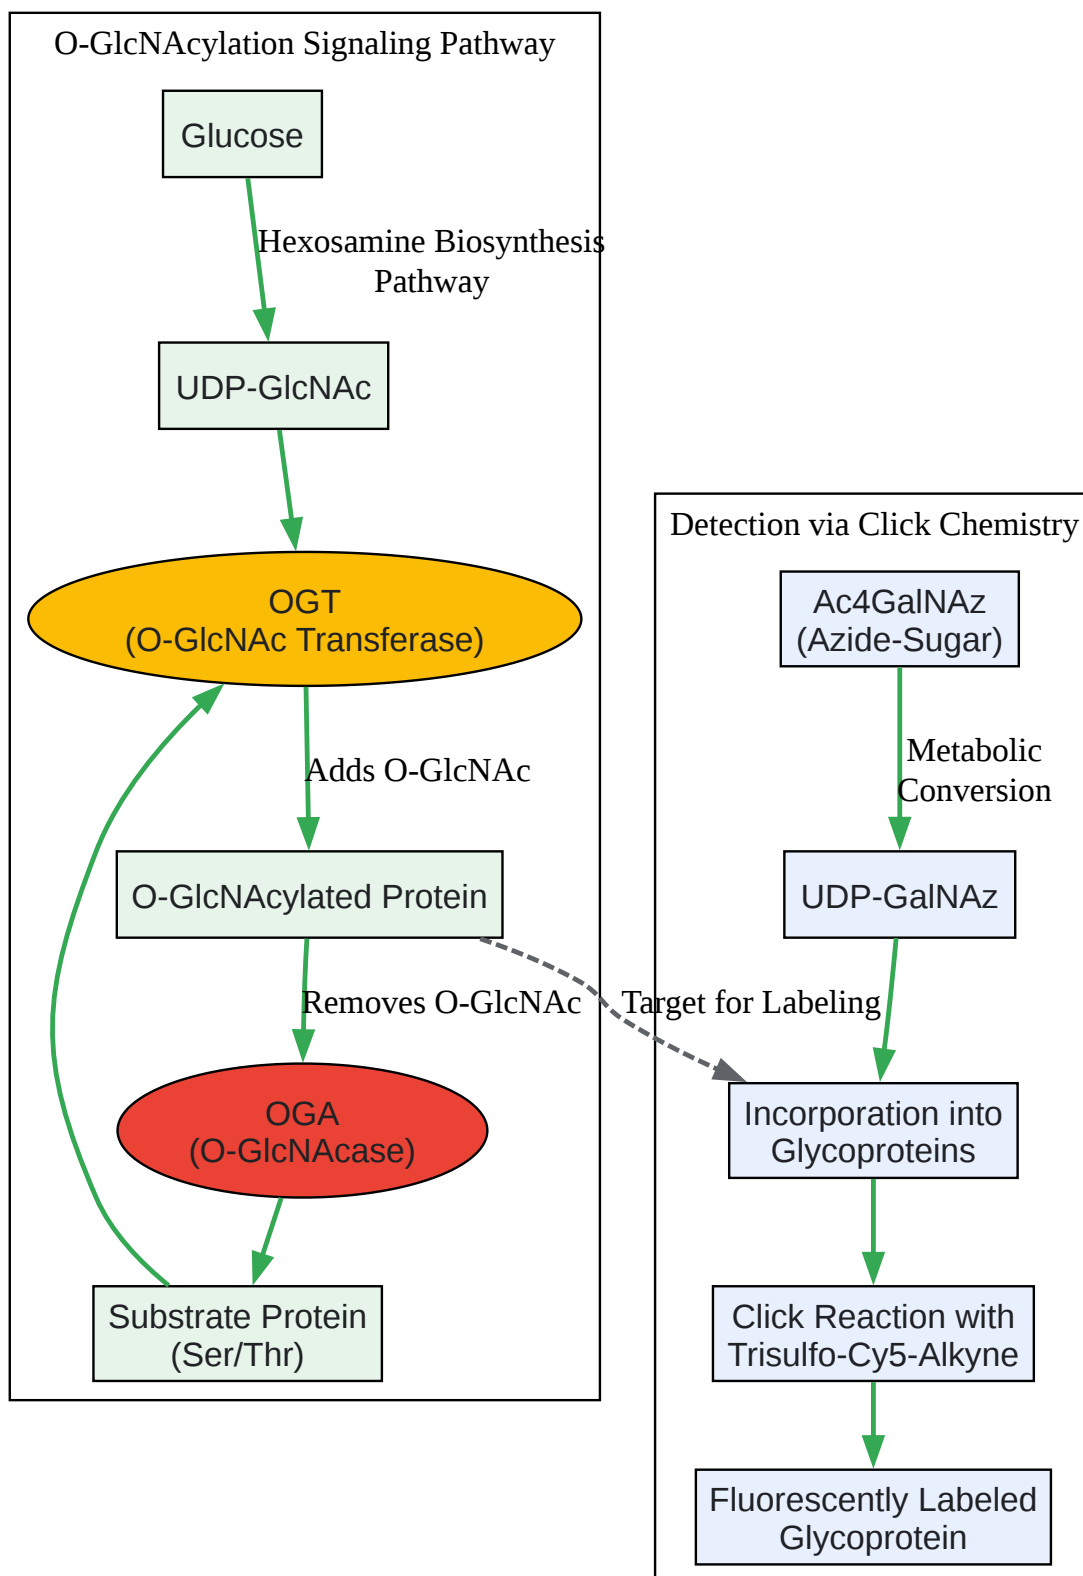 O-GlcNAcylation Signaling Pathway
Glucose
Hexosamine Biosynthesis
Pathway
UDP-GlcNAc
OGT
(O-GlcNAc Transferase)
Adds O-GlcNAc
O-GlcNAcylated Protein
Removes O-GlcNAc
OGA
(O-GlcNAcase)
Substrate Protein
(Ser/Thr)
Target for Labeling
Detection via Click Chemistry
Ac4GalNAz
(Azide-Sugar)
Metabolic
Conversion
UDP-GalNAz
Incorporation into
Glycoproteins
Click Reaction with
Trisulfo-Cy5-Alkyne
Fluorescently Labeled
Glycoprotein